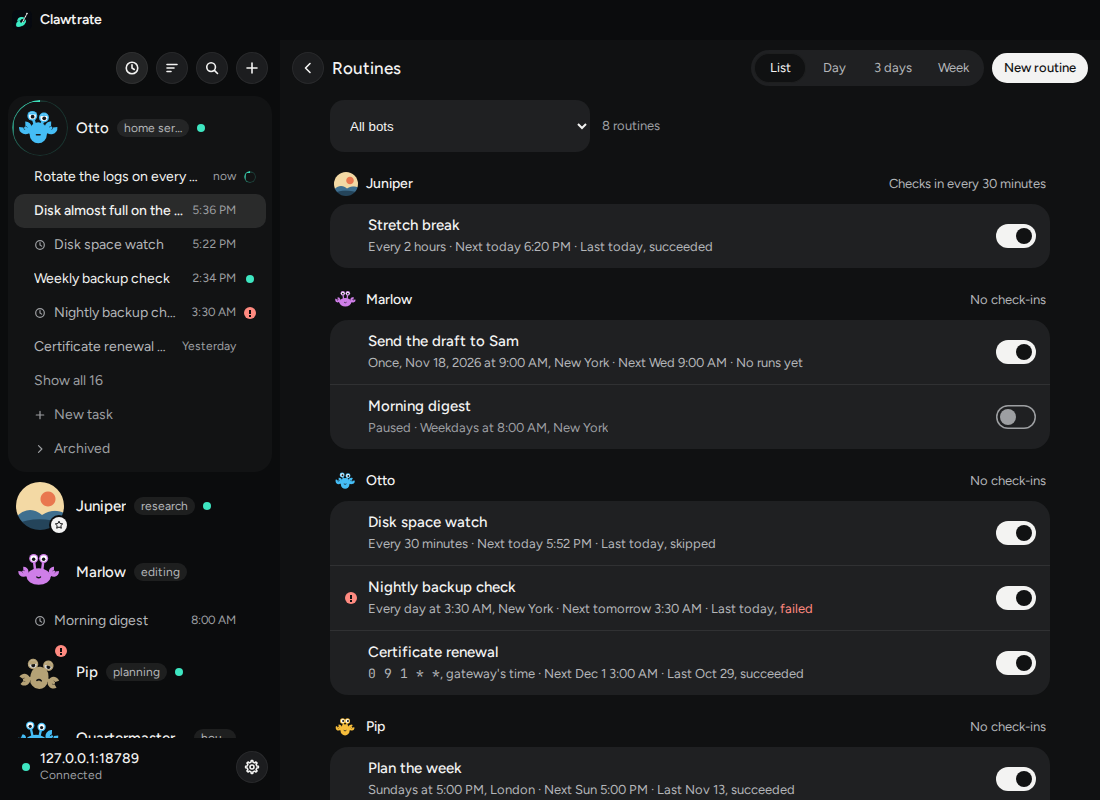 Clawtrate
Otto
home ser...
Rotate the logs on every ... now
Disk almost full on the ... 5:36 PM
Disk space watch 5:22 PM
Weekly backup check 2:34 PM
Nightly backup ch... 3:30 AM
Certificate renewal ... Yesterday
Show all 16
New task
Archived
Juniper research
Marlow editing
Morning digest 8:00 AM
Pip planning
Quartermaster
127.0.0.1:18789
Connected
Routines
List Day 3 days Week New routine
All bots 8 routines
Juniper Checks in every 30 minutes
Stretch break
Every 2 hours · Next today 6:20 PM · Last today, succeeded
Marlow No check-ins
Send the draft to Sam
Once, Nov 18, 2026 at 9:00 AM, New York · Next Wed 9:00 AM · No runs yet
Morning digest
Paused · Weekdays at 8:00 AM, New York
Otto No check-ins
Disk space watch
Every 30 minutes · Next today 5:52 PM · Last today, skipped
Nightly backup check
Every day at 3:30 AM, New York · Next tomorrow 3:30 AM · Last today, failed
Certificate renewal
0 9 1 * *, gateway's time · Next Dec 1 3:00 AM · Last Oct 29, succeeded
Pip No check-ins
Plan the week
Sundays at 5:00 PM, London · Next Sun 5:00 PM · Last Nov 13, succeeded